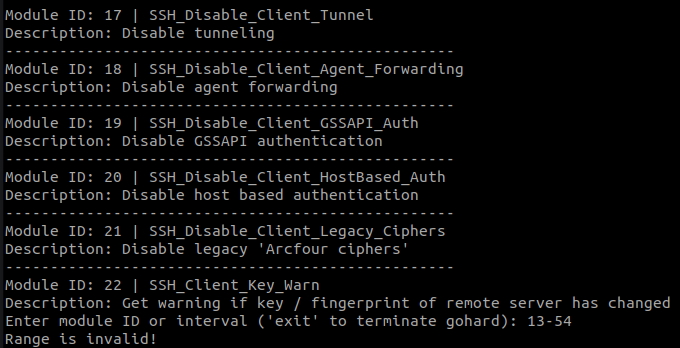 Module ID: 17 | SSH_Disable_Client_Tunnel
Description: Disable tunneling
--------------------------------------------------
Module ID: 18 | SSH_Disable_Client_Agent_Forwarding
Description: Disable agent forwarding
--------------------------------------------------
Module ID: 19 | SSH_Disable_Client_GSSAPI_Auth
Description: Disable GSSAPI authentication
--------------------------------------------------
Module ID: 20 | SSH_Disable_Client_HostBased_Auth
Description: Disable host based authentication
--------------------------------------------------
Module ID: 21 | SSH_Disable_Client_Legacy_Ciphers
Description: Disable legacy 'Arcfour ciphers'
--------------------------------------------------
Module ID: 22 | SSH_Client_Key_Warn
Description: Get warning if key / fingerprint of remote server has changed
Enter module ID or interval ('exit' to terminate gohard): 13-54
Range is invalid!